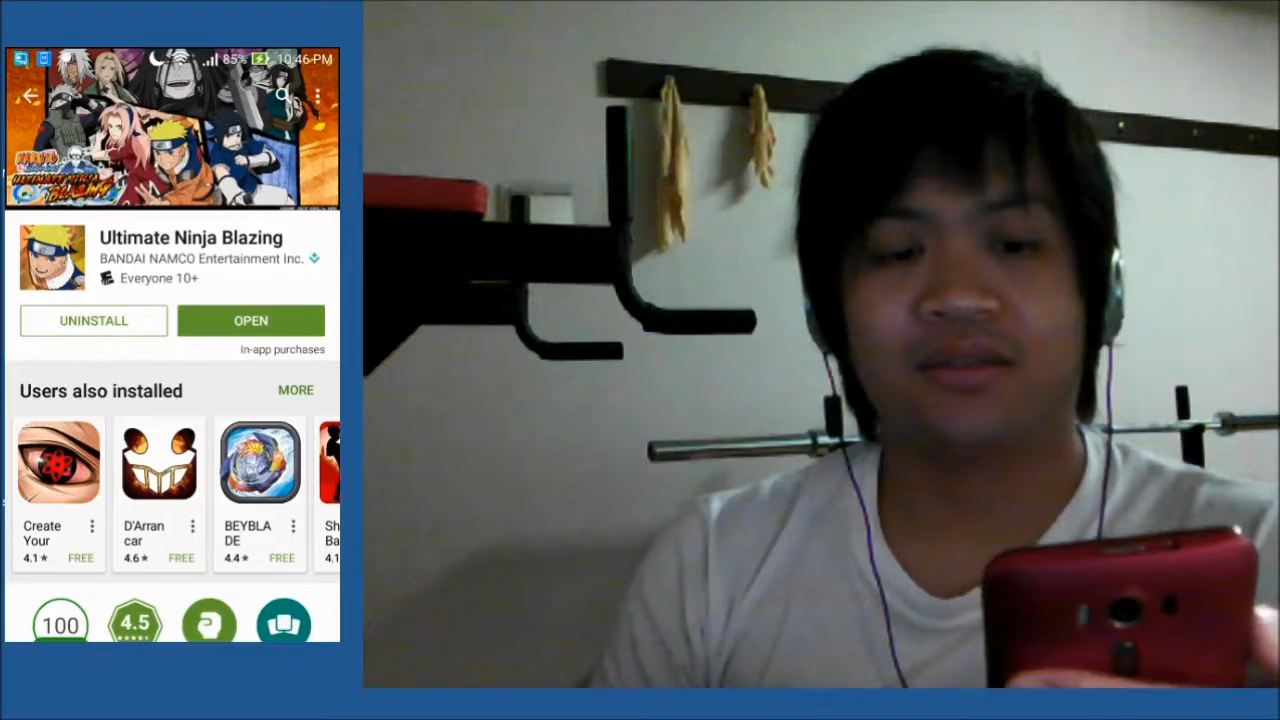 85% 10:46 PM
NARUTO
ULTIMATE NINJA
BLAZING
Ultimate Ninja Blazing
BANDAI NAMCO Entertainment Inc.
E Everyone 10+
UNINSTALL
OPEN
In-app purchases
Users also installed
MORE
Create
Your
4.1★ FREE
D'Arran
car
4.6★ FREE
BEYBLA
DE
4.4★ FREE
Sh
Ba
4.1
100
4.5